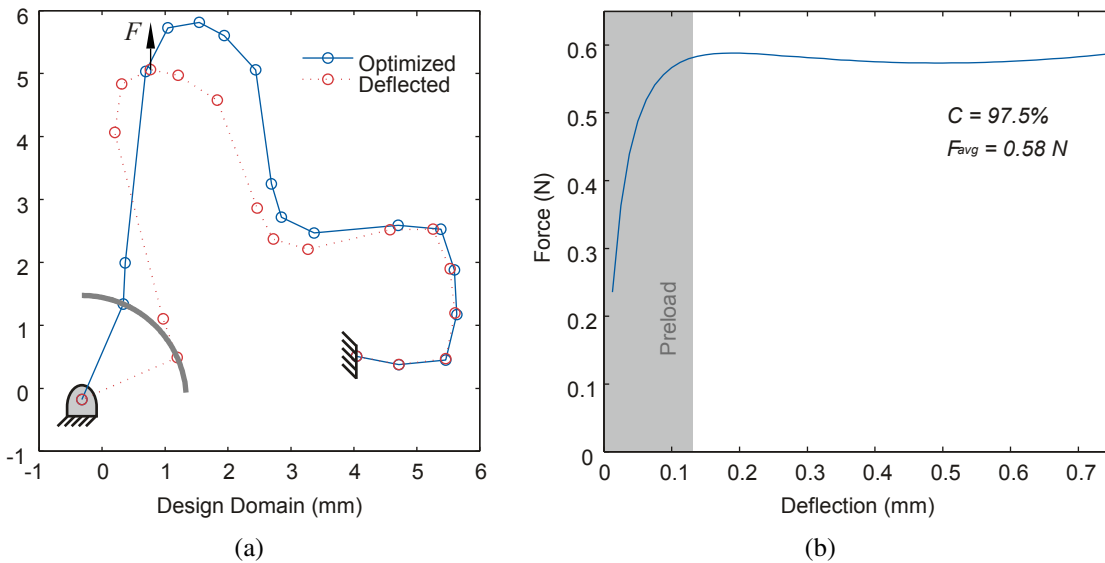 6
5
4
3
2
1
0
-1
-1 0 1 2 3 4 5 6
Design Domain (mm)
F
Optimized
Deflected
(a)
0.6
0.5
0.4
0.3
0.2
0.1
0
0 0.1 0.2 0.3 0.4 0.5 0.6 0.7
Deflection (mm)
Force (N)
Preload
C = 97.5%
Favg = 0.58 N
(b)